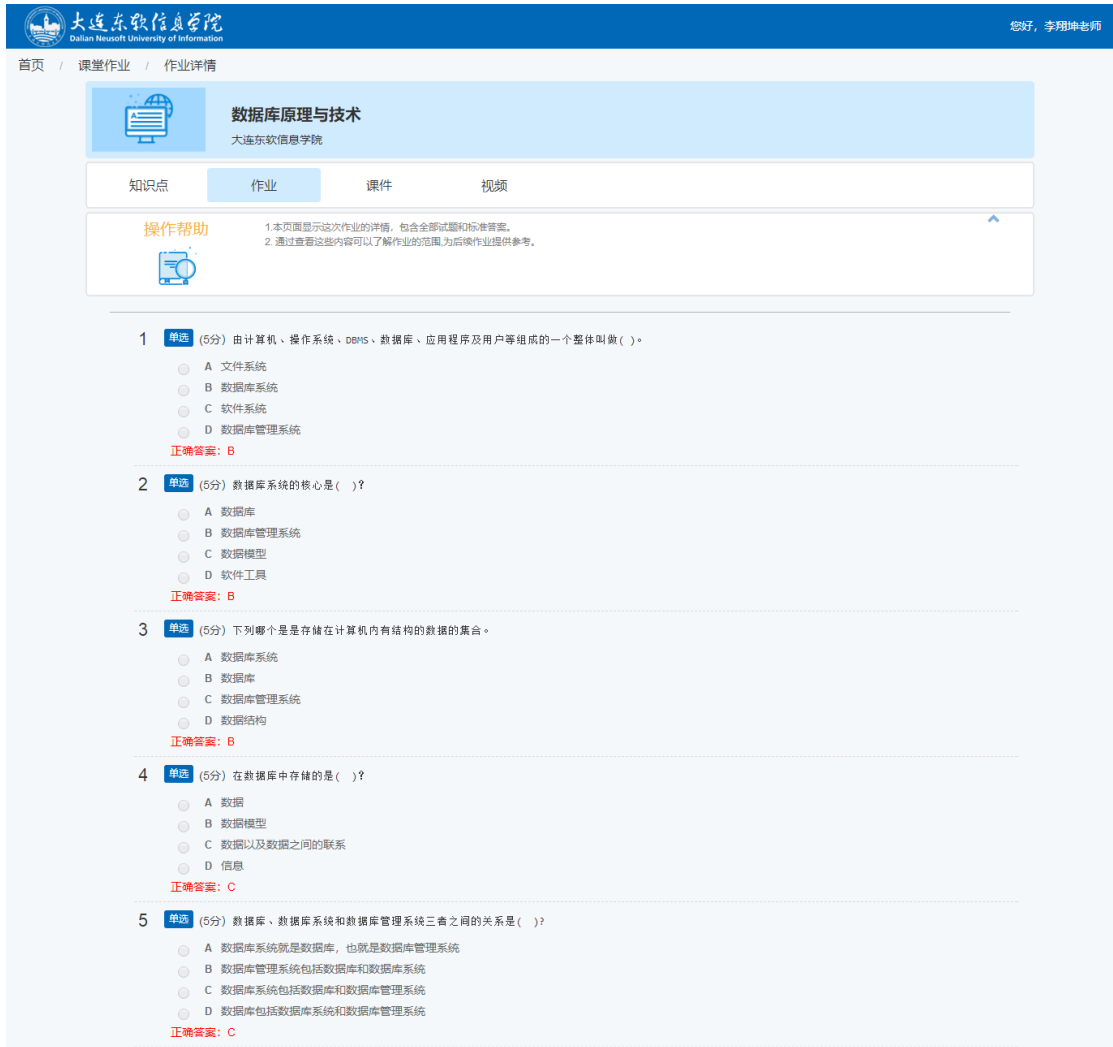 大连东软信息学院
Dalian Neusoft University of Information
您好，李翔坤老师
首页 / 课堂作业 / 作业详情
数据库原理与技术
大连东软信息学院
知识点 作业 课件 视频
操作帮助
1.本页面显示这次作业的详情，包含全部试题和标准答案。
2. 通过查看这些内容可以了解作业的范围,为后续作业提供参考。
1 单选 (5分) 由计算机、操作系统、DBMS、数据库、应用程序及用户等组成的一个整体叫做( )。
A 文件系统
B 数据库系统
C 软件系统
D 数据库管理系统
正确答案：B
2 单选 (5分) 数据库系统的核心是( )?
A 数据库
B 数据库管理系统
C 数据模型
D 软件工具
正确答案：B
3 单选 (5分) 下列哪个是是存储在计算机内有结构的数据的集合。
A 数据库系统
B 数据库
C 数据库管理系统
D 数据结构
正确答案：B
4 单选 (5分) 在数据库中存储的是( )?
A 数据
B 数据模型
C 数据以及数据之间的联系
D 信息
正确答案：C
5 单选 (5分) 数据库、数据库系统和数据库管理系统三者之间的关系是( )?
A 数据库系统就是数据库，也就是数据库管理系统
B 数据库管理系统包括数据库和数据库系统
C 数据库系统包括数据库和数据库管理系统
D 数据库包括数据库系统和数据库管理系统
正确答案：C